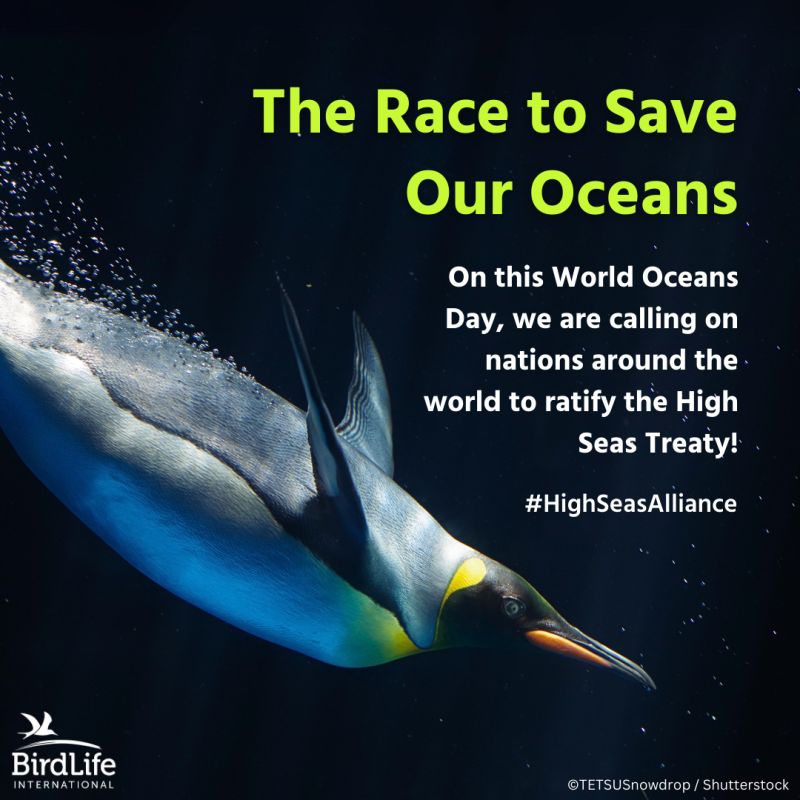 The Race to Save
Our Oceans
On this World Oceans
Day, we are calling on
nations around the
world to ratify the High
Seas Treaty!
#HighSeasAlliance
BirdLife
INTERNATIONAL
©TETSUSnowdrop / Shutterstock